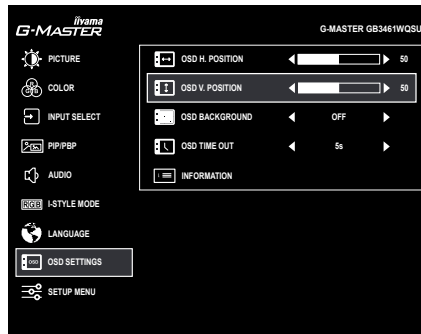 iiyama
G-MASTER
G-MASTER GB3461WQSU
PICTURE
OSD H. POSITION 50
COLOR
OSD V. POSITION 50
INPUT SELECT
OSD BACKGROUND OFF
PIP/PBP
OSD TIME OUT 5s
AUDIO
INFORMATION
RGB I-STYLE MODE
LANGUAGE
OSD OSD SETTINGS
SETUP MENU